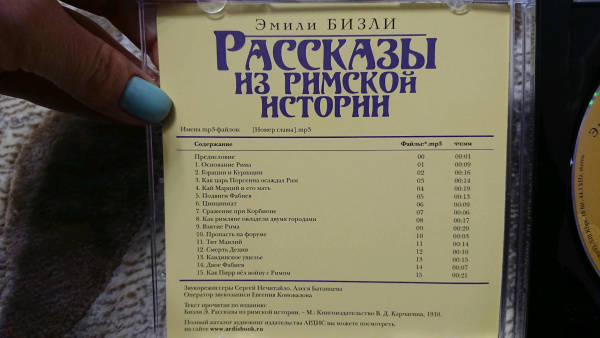 Эмили БИЗЛИ
РАССКАЗЫ
ИЗ РИМСКОЙ
ИСТОРИИ
Имена mp3-файлов: [Номер главы].mp3
Содержание Файлы:*.mp3 чч:мм
Предисловие 00 00:01
1. Основание Рима 01 00:09
2. Горации и Куриации 02 00:16
3. Как царь Порсенна осаждал Рим 03 00:14
4. Кай Марций и его мать 04 00:19
5. Подвиги Фабиев 05 00:13
6. Цинциннат 06 00:09
7. Сражение при Корбионе 07 00:06
8. Как римляне овладели двумя городами 08 00:17
9. Взятие Рима 09 00:20
10. Пропасть на форуме 10 00:03
11. Тит Манлий 11 00:14
12. Смерть Деция 12 00:10
13. Кавдинское ущелье 13 00:15
14. Двое Фабиев 14 00:07
15. Как Пирр вёл войну с Римом 15 00:21
Звукорежиссеры Сергей Нечитайло, Алеся
Оператор звукозаписи Евгения Коновалова
Текст прочитан по изданию:
Бизли Э. Рассказы из римской истории. – М.: Книгоиздательство В. Д. Карчагина, 1910.
Полный каталог аудиокниг издательства АРДИС вы можете посмотреть
на сайте www.ardisbook.ru